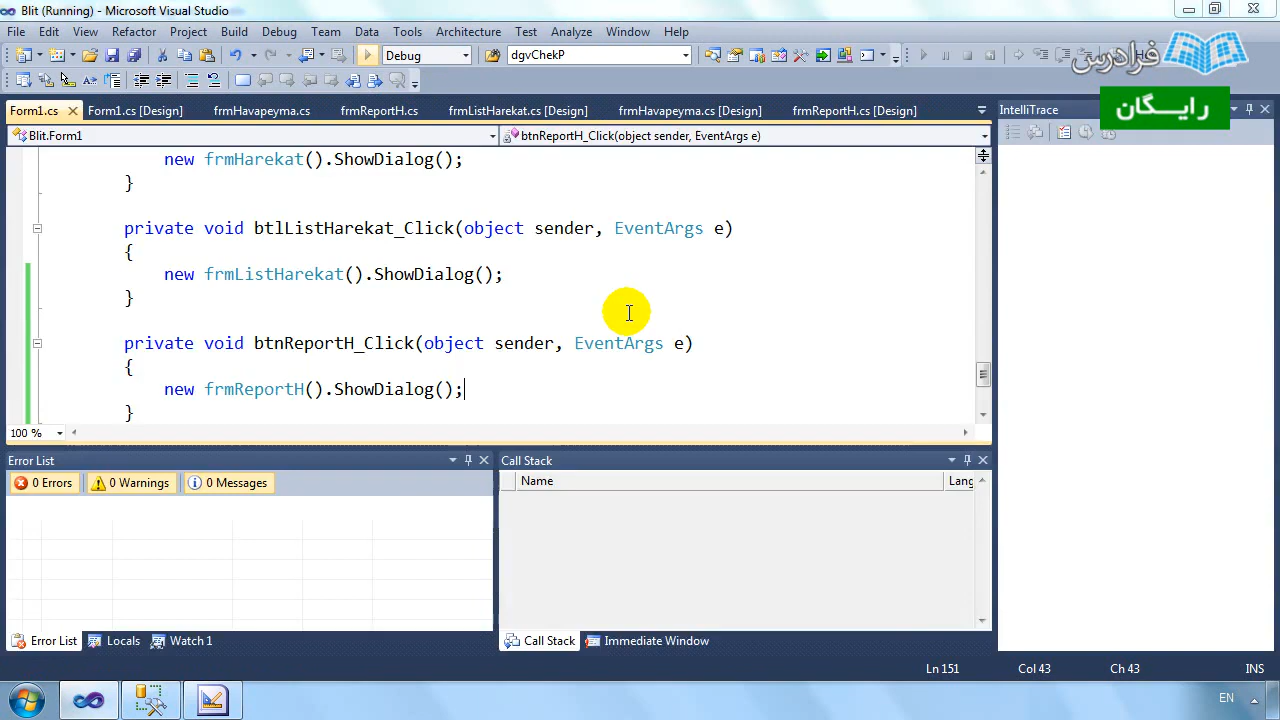 Blit (Running) - Microsoft Visual Studio
File Edit View Refactor Project Build Debug Team Data Tools Architecture Test Analyze Window Help
Debug dgvChekP
فرادرس
رایگان
Form1.cs Form1.cs [Design] frmHavapeyma.cs frmReportH.cs frmListHarekat.cs [Design] frmHavapeyma.cs [Design] frmReportH.cs [Design]
IntelliTrace
Blit.Form1 btnReportH_Click(object sender, EventArgs e)
new frmHarekat().ShowDialog();
}
private void btlListHarekat_Click(object sender, EventArgs e)
{
new frmListHarekat().ShowDialog();
}
private void btnReportH_Click(object sender, EventArgs e)
{
new frmReportH().ShowDialog();
}
100 %
Error List Call Stack
0 Errors 0 Warnings 0 Messages
Name Lang
Error List Locals Watch 1 Call Stack Immediate Window
Ln 151 Col 43 Ch 43 INS
EN